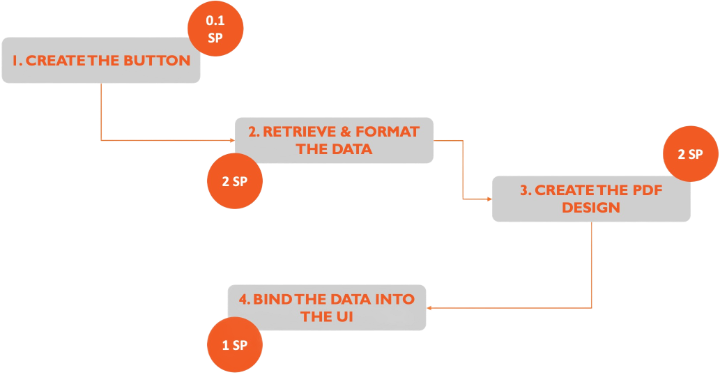 0.1
SP
1. CREATE THE BUTTON
2. RETRIEVE & FORMAT
THE DATA
2 SP
2 SP
3. CREATE THE PDF
DESIGN
4. BIND THE DATA INTO
THE UI
1 SP